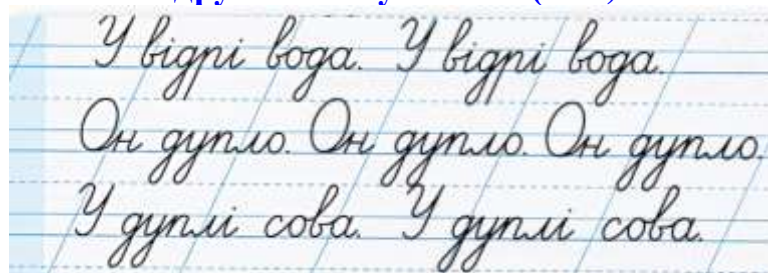 У відрі вода. У відрі вода.
Он дупло. Он дупло. Он дупло.
У дуплі сова. У дуплі сова.